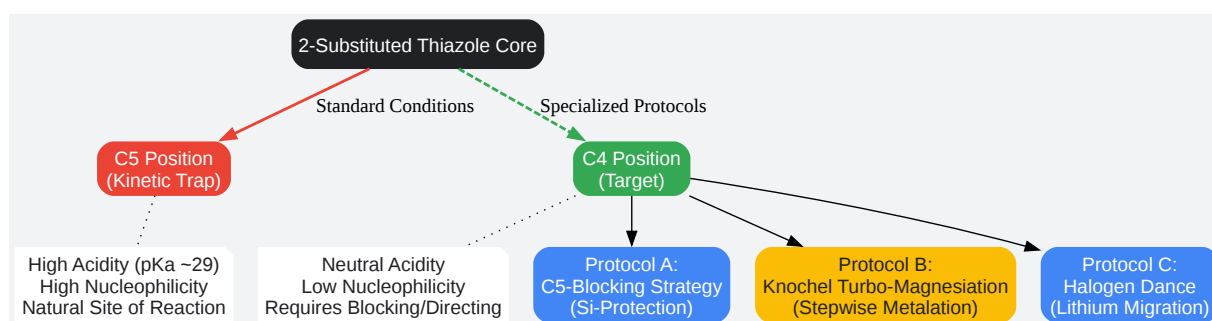 2-Substituted Thiazole Core
Standard Conditions
Specialized Protocols
C5 Position
(Kinetic Trap)
C4 Position
(Target)
High Acidity (pKa ~29)
High Nucleophilicity
Natural Site of Reaction
Neutral Acidity
Low Nucleophilicity
Requires Blocking/Directing
Protocol A:
C5-Blocking Strategy
(Si-Protection)
Protocol B:
Knochel Turbo-Magnesiation
(Stepwise Metalation)
Protocol C:
Halogen Dance
(Lithium Migration)